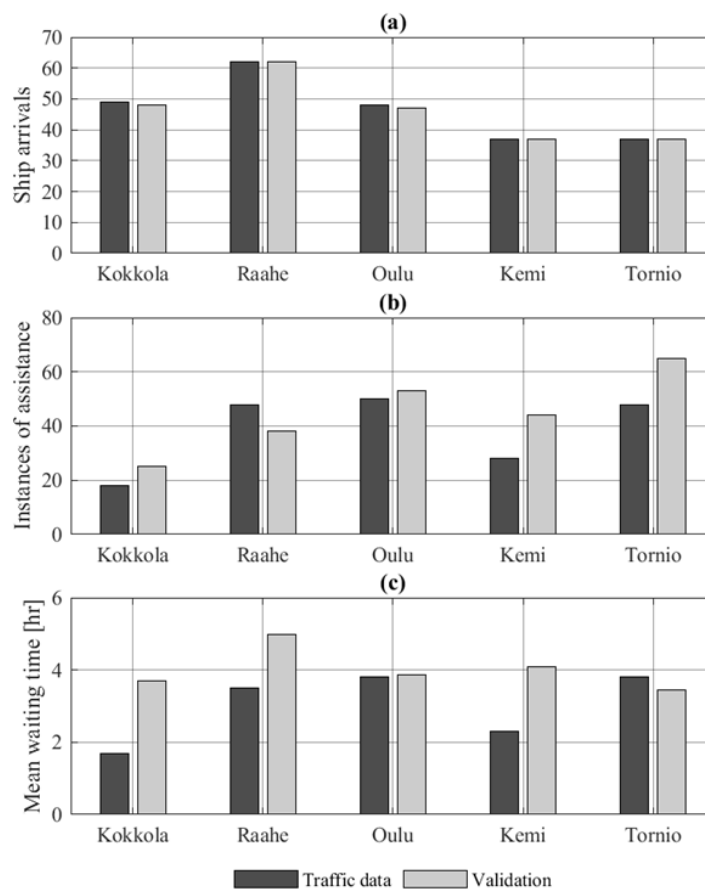 (a)
Ship arrivals
70
60
50
40
30
20
10
0
Kokkola Raahe Oulu Kemi Tornio
(b)
Instances of assistance
80
60
40
20
0
Kokkola Raahe Oulu Kemi Tornio
(c)
Mean waiting time [hr]
6
4
2
0
Kokkola Raahe Oulu Kemi Tornio
Traffic data Validation